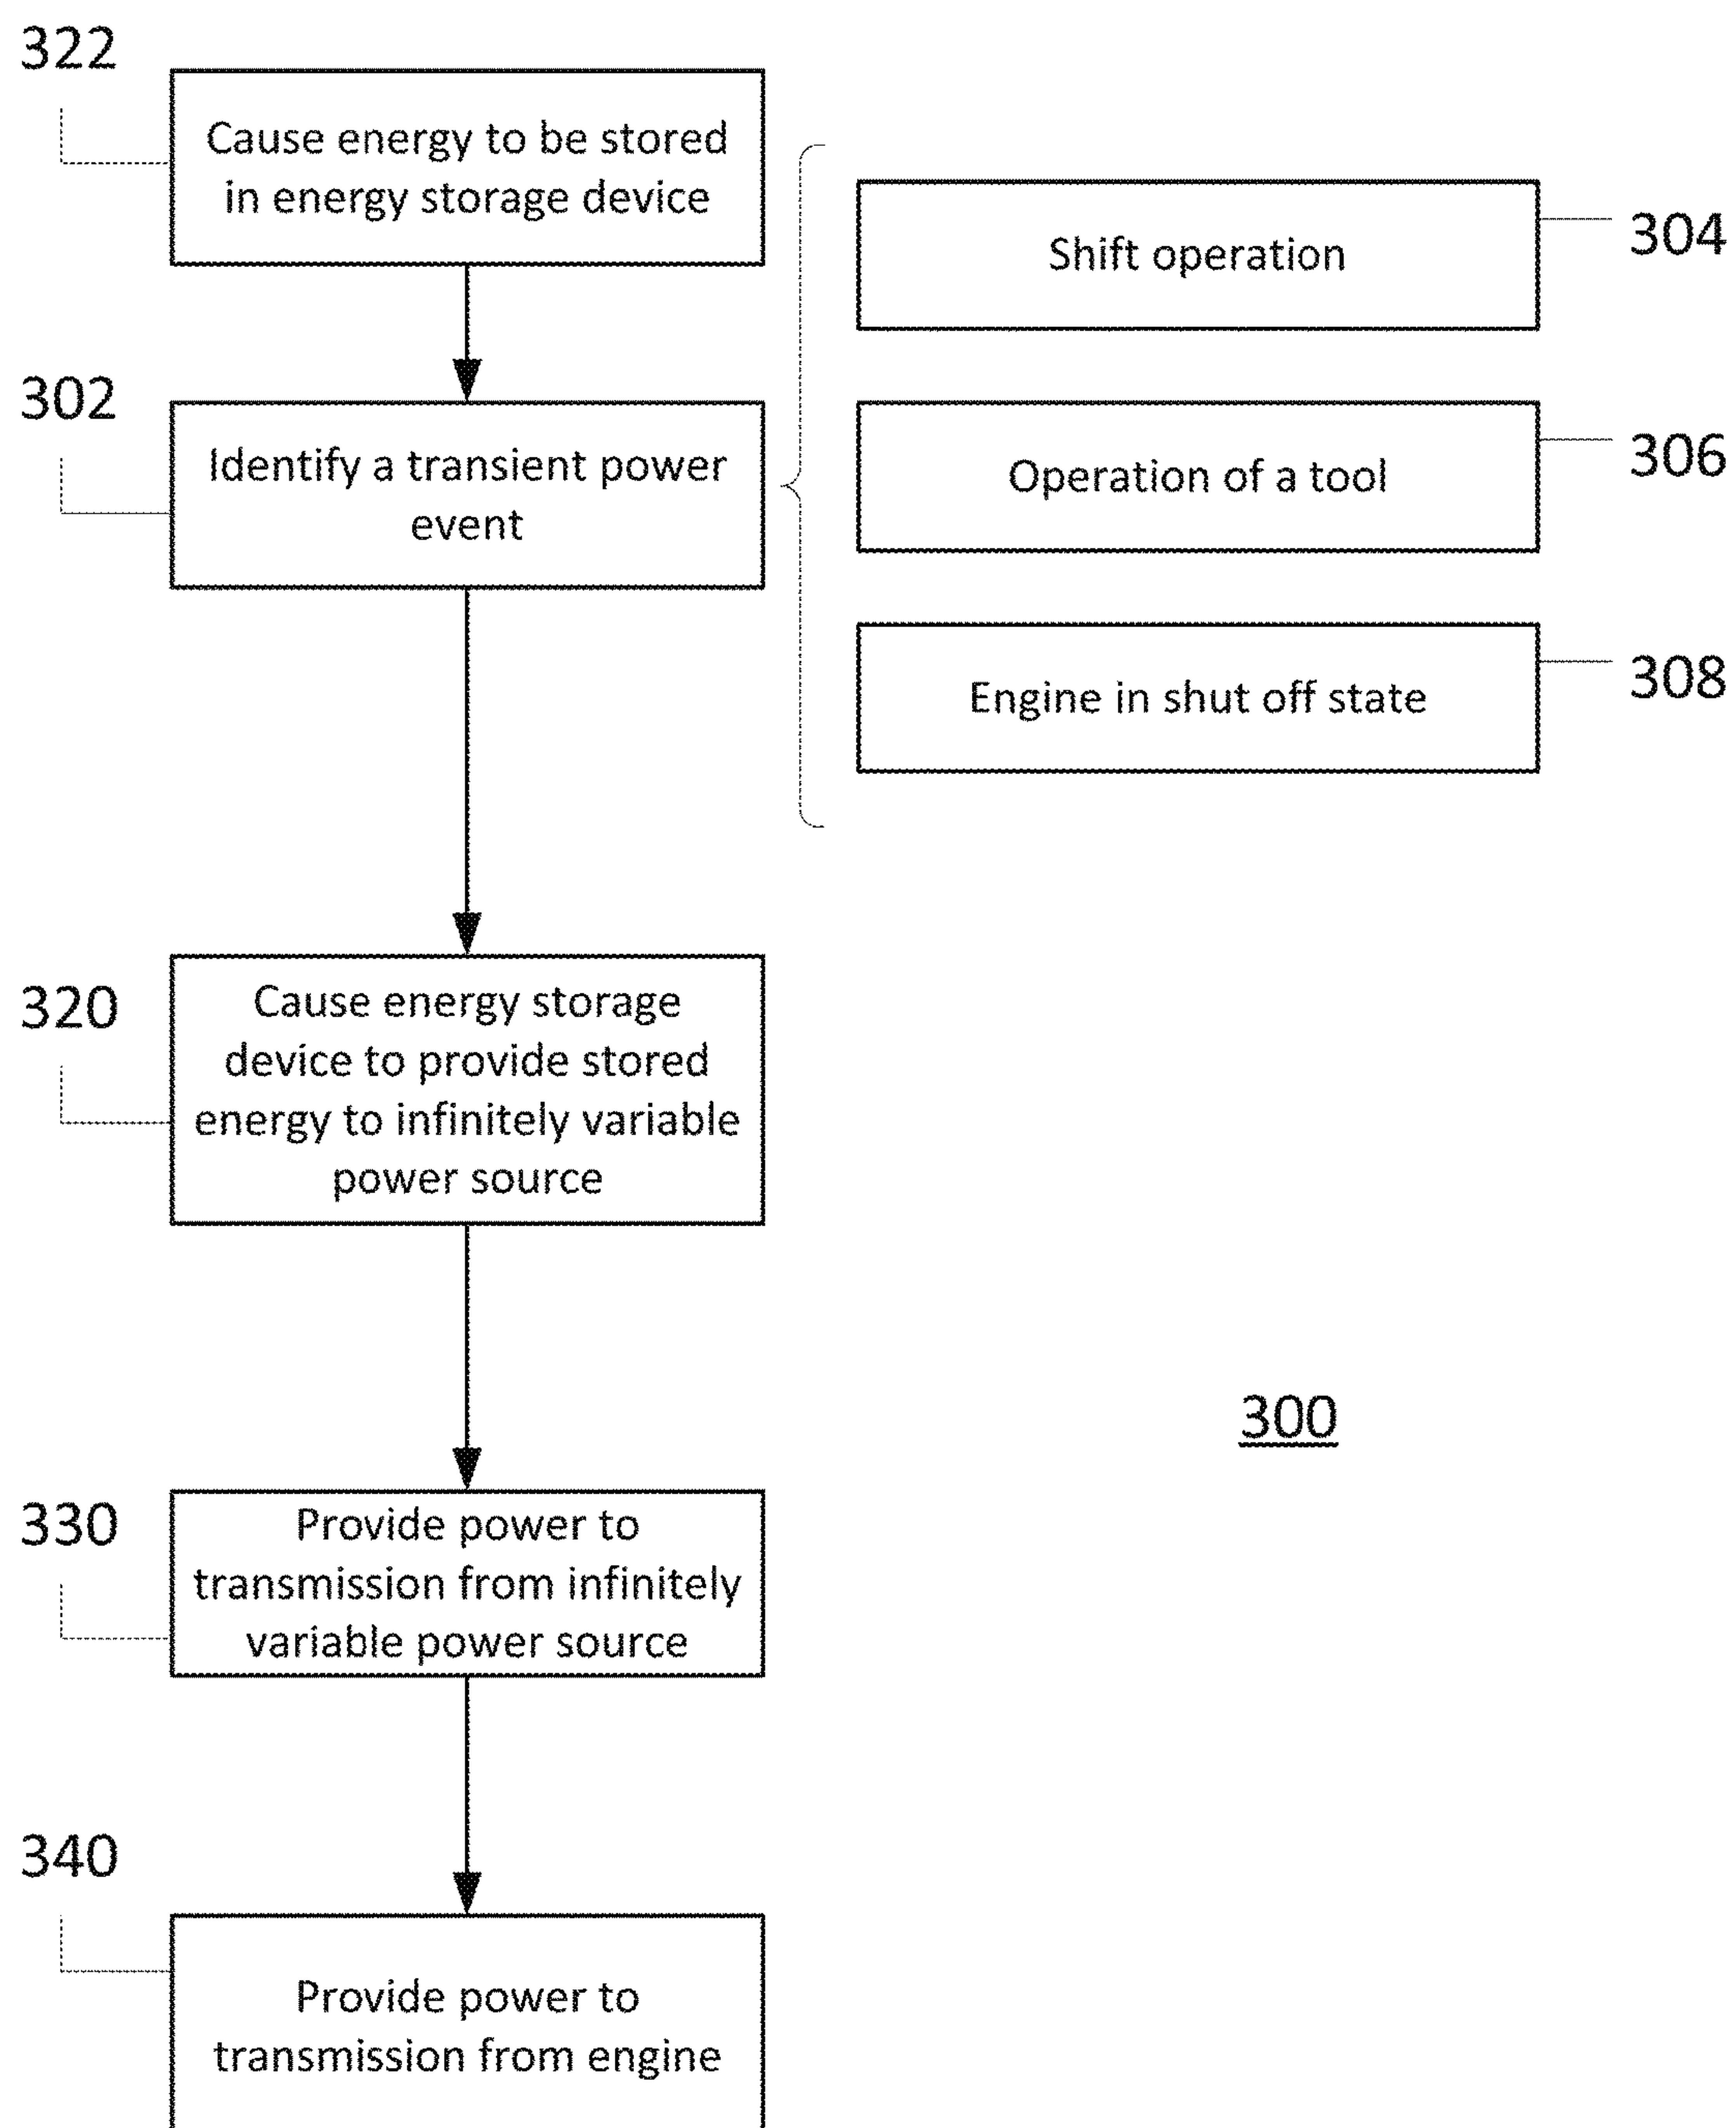 322
Cause energy to be stored
in energy storage device
Shift operation
304
302
Identify a transient power
event
Operation of a tool
306
Engine in shut off state
308
320
Cause energy storage
device to provide stored
energy to infinitely variable
power source
300
330
Provide power to
transmission from infinitely
variable power source
340
Provide power to
transmission from engine